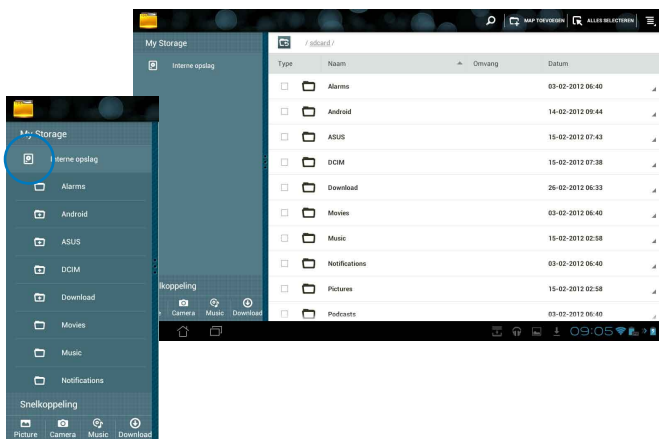 MAP TOEVOEGEN ALLES SELECTEREN
My Storage
Interne opslag
/ sdcard /
Type Naam Omvang Datum
Alarms 03-02-2012 06:40
Android 14-02-2012 09:44
ASUS 15-02-2012 07:43
DCIM 15-02-2012 07:38
Download 26-02-2012 06:33
Movies 03-02-2012 06:40
Music 15-02-2012 02:58
Notifications 03-02-2012 06:40
Pictures 15-02-2012 02:58
Podcasts 03-02-2012 06:40
lkoppeling
Camera Music Download
09:05
My Storage
Interne opslag
Alarms
Android
ASUS
DCIM
Download
Movies
Music
Notifications
Snelkoppeling
Picture Camera Music Download